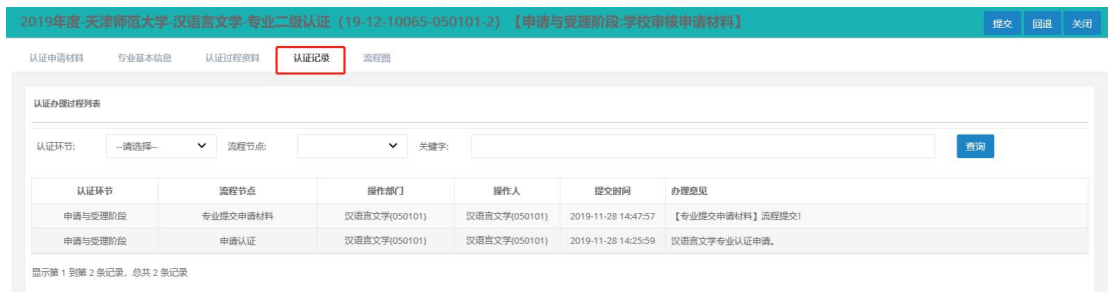 2019年度-天津师范大学-汉语言文学-专业二级认证（19-12-10065-050101-2）【申请与受理阶段:学校审核申请材料】 提交 回退 关闭
认证申请材料 专业基本信息 认证过程资料 认证记录 流程图
认证办理过程列表
认证环节: --请选择-- 流程节点: 关键字: 查询
认证环节 流程节点 操作部门 操作人 提交时间 办理意见
申请与受理阶段 专业提交申请材料 汉语言文学(050101) 汉语言文学(050101) 2019-11-28 14:47:57 【专业提交申请材料】流程提交!
申请与受理阶段 申请认证 汉语言文学(050101) 汉语言文学(050101) 2019-11-28 14:25:59 汉语言文学专业认证申请。
显示第 1 到第 2 条记录，总共 2 条记录